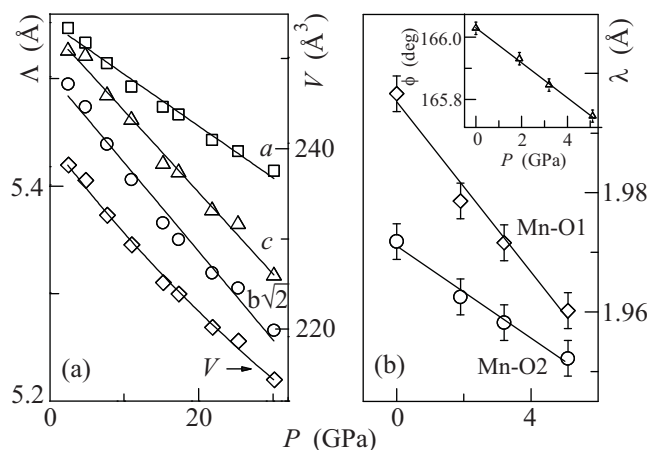 Λ (Å)
V (Å³)
5.4
5.2
240
220
a
c
b√2
V
(a)
0
20
P (GPa)
λ (Å)
1.98
1.96
Mn-O1
Mn-O2
(b)
0
4
ϕ (deg)
166.0
165.8
0
2
4
P (GPa)